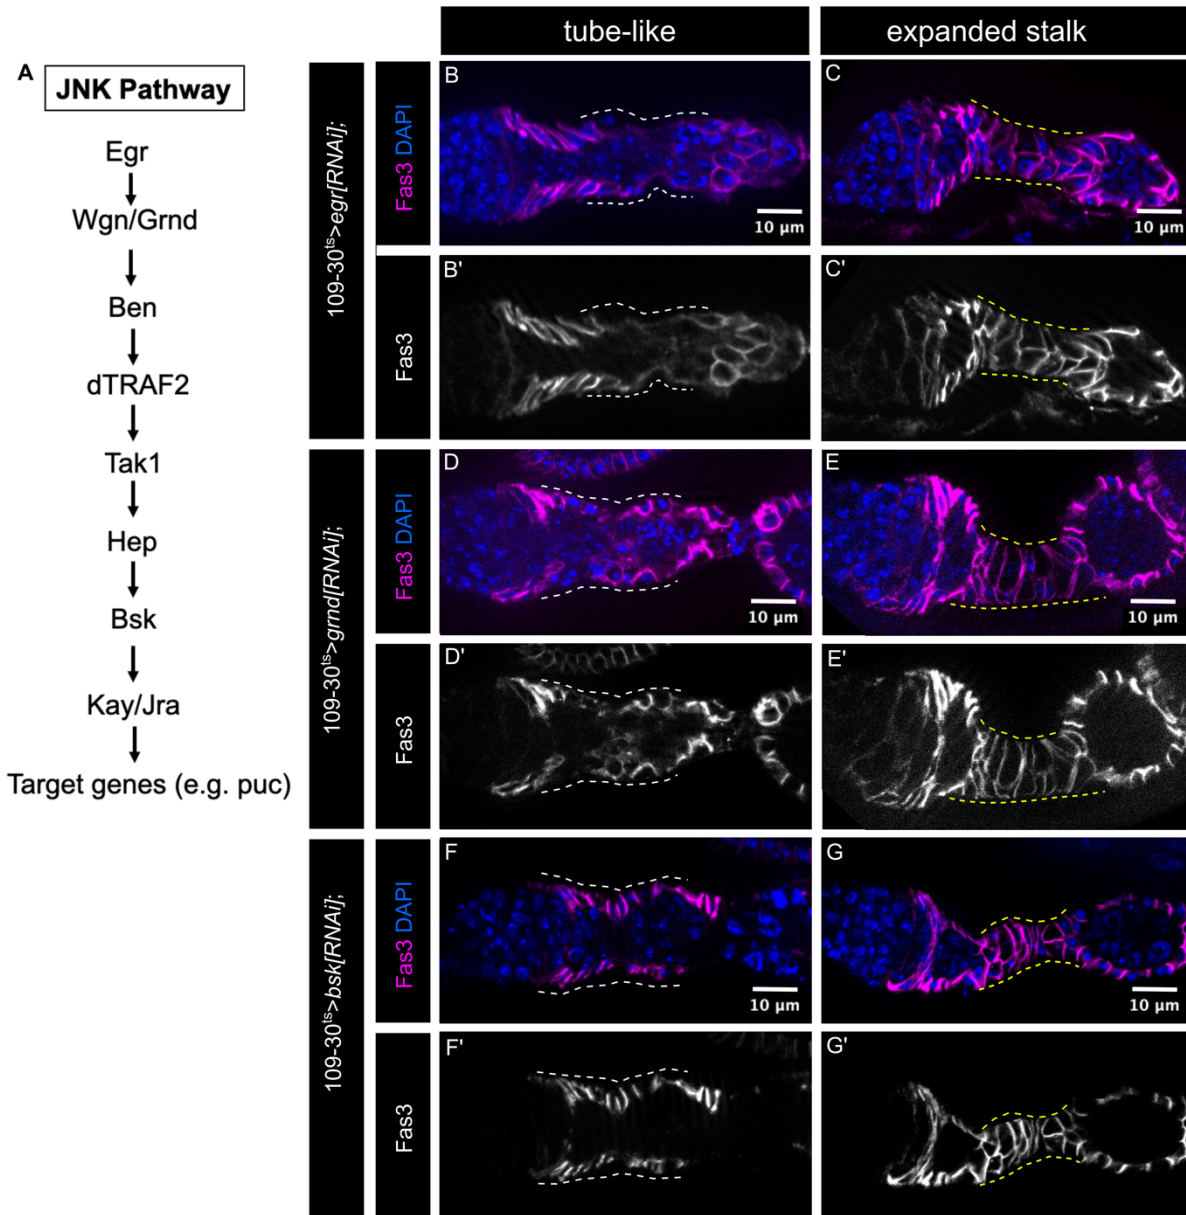 tube-like
expanded stalk
A
JNK Pathway
Egr
Wgn/Grnd
Ben
dTRAF2
Tak1
Hep
Bsk
Kay/Jra
Target genes (e.g. puc)
109-30ts>egr[RNAi];
Fas3 DAPI
B
10 µm
C
10 µm
Fas3
B'
C'
109-30ts>grnd[RNAi];
Fas3 DAPI
D
10 µm
E
10 µm
Fas3
D'
E'
109-30ts>bsk[RNAi];
Fas3 DAPI
F
10 µm
G
10 µm
Fas3
F'
G'